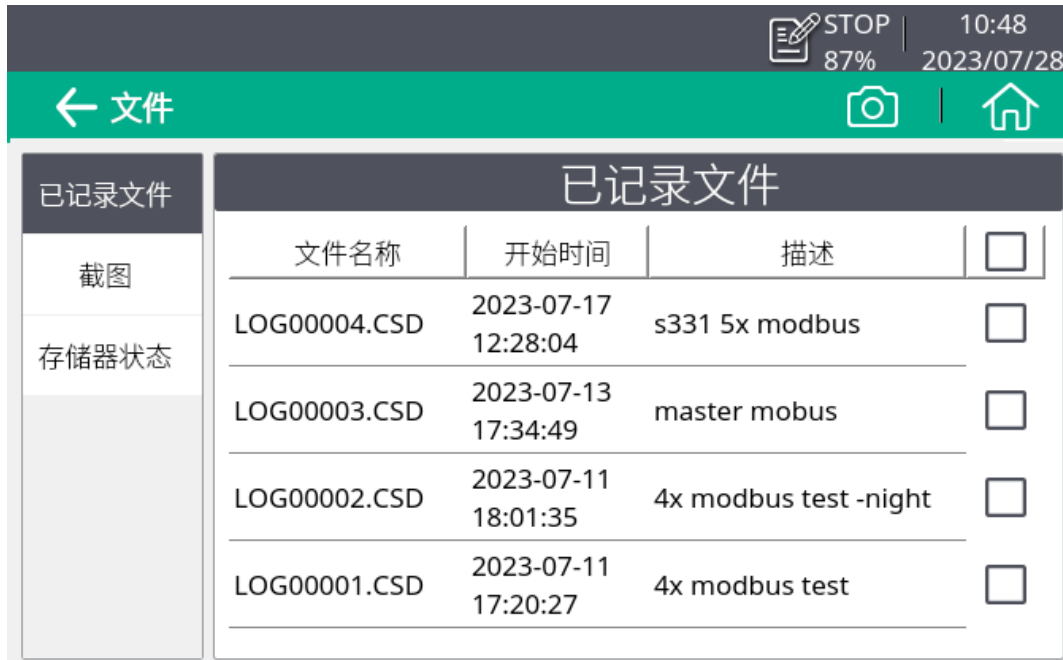 STOP
87%
10:48
2023/07/28
文件
已记录文件
截图
存储器状态
已记录文件
文件名称 开始时间 描述
LOG00004.CSD 2023-07-17 12:28:04 s331 5x modbus
LOG00003.CSD 2023-07-13 17:34:49 master mobus
LOG00002.CSD 2023-07-11 18:01:35 4x modbus test -night
LOG00001.CSD 2023-07-11 17:20:27 4x modbus test